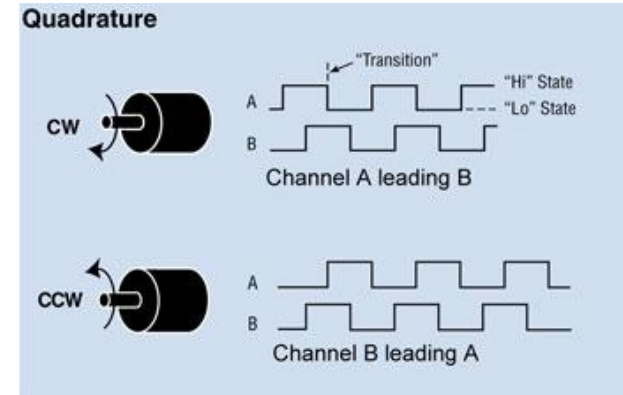 Quadrature
"Transition"
"Hi" State
A
"Lo" State
CW
B
Channel A leading B
A
CCW
B
Channel B leading A